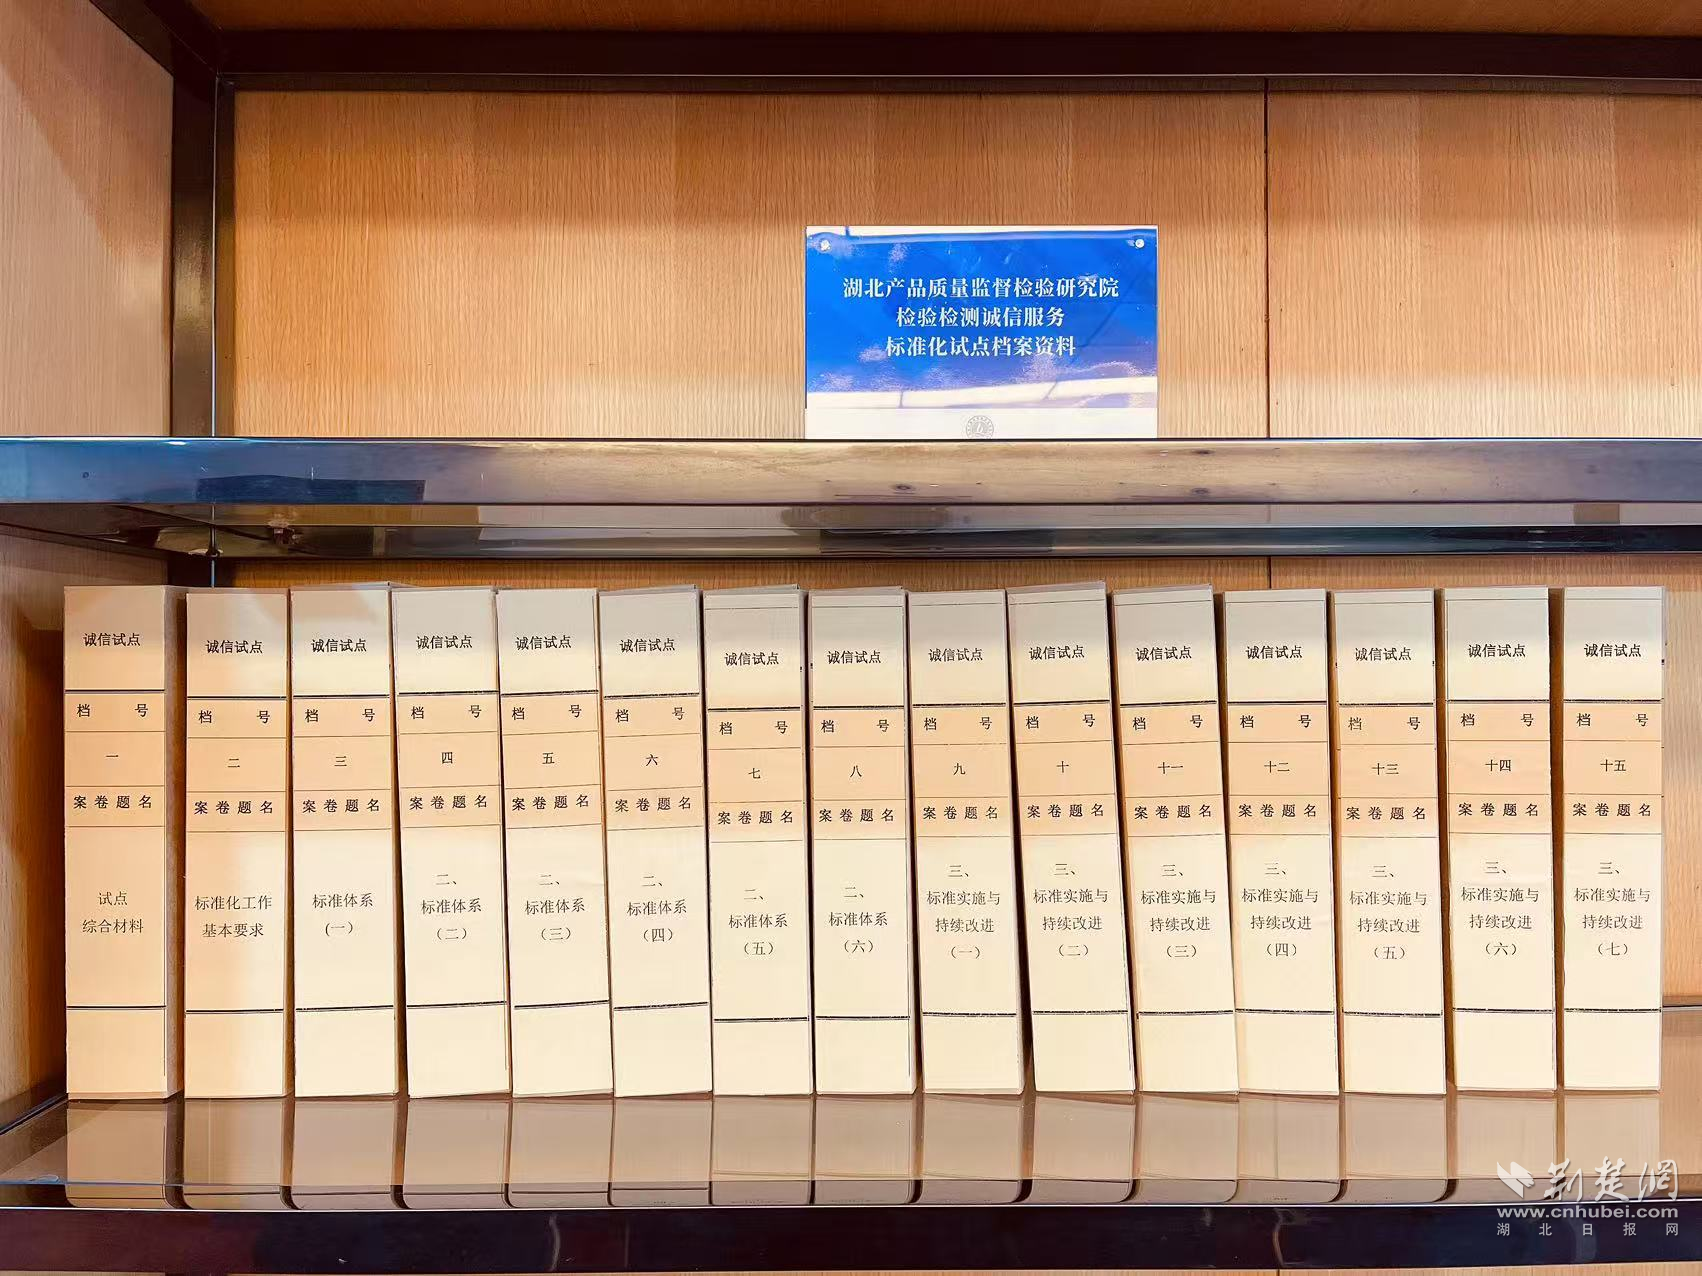 湖北产品质量监督检验研究院
检验检测诚信服务
标准化试点档案资料
诚信试点
档 号
一
案卷题名
试点
综合材料
诚信试点
档 号
二
案卷题名
标准化工作
基本要求
诚信试点
档 号
三
案卷题名
标准体系
(一)
诚信试点
档 号
四
案卷题名
二、
标准体系
（二）
诚信试点
档 号
五
案卷题名
二、
标准体系
（三）
诚信试点
档 号
六
案卷题名
二、
标准体系
（四）
诚信试点
档 号
七
案卷题名
二、
标准体系
（五）
诚信试点
档 号
八
案卷题名
二、
标准体系
（六）
诚信试点
档 号
九
案卷题名
三、
标准实施与
持续改进
（一）
诚信试点
档 号
十
案卷题名
三、
标准实施与
持续改进
（二）
诚信试点
档 号
十一
案卷题名
三、
标准实施与
持续改进
（三）
诚信试点
档 号
十二
案卷题名
三、
标准实施与
持续改进
（四）
诚信试点
档 号
十三
案卷题名
三、
标准实施与
持续改进
（五）
诚信试点
档 号
十四
案卷题名
三、
标准实施与
持续改进
（六）
诚信试点
档 号
十五
案卷题名
三、
标准实施与
持续改进
（七）
荆楚網
www.cnhubei.com
湖北日报网